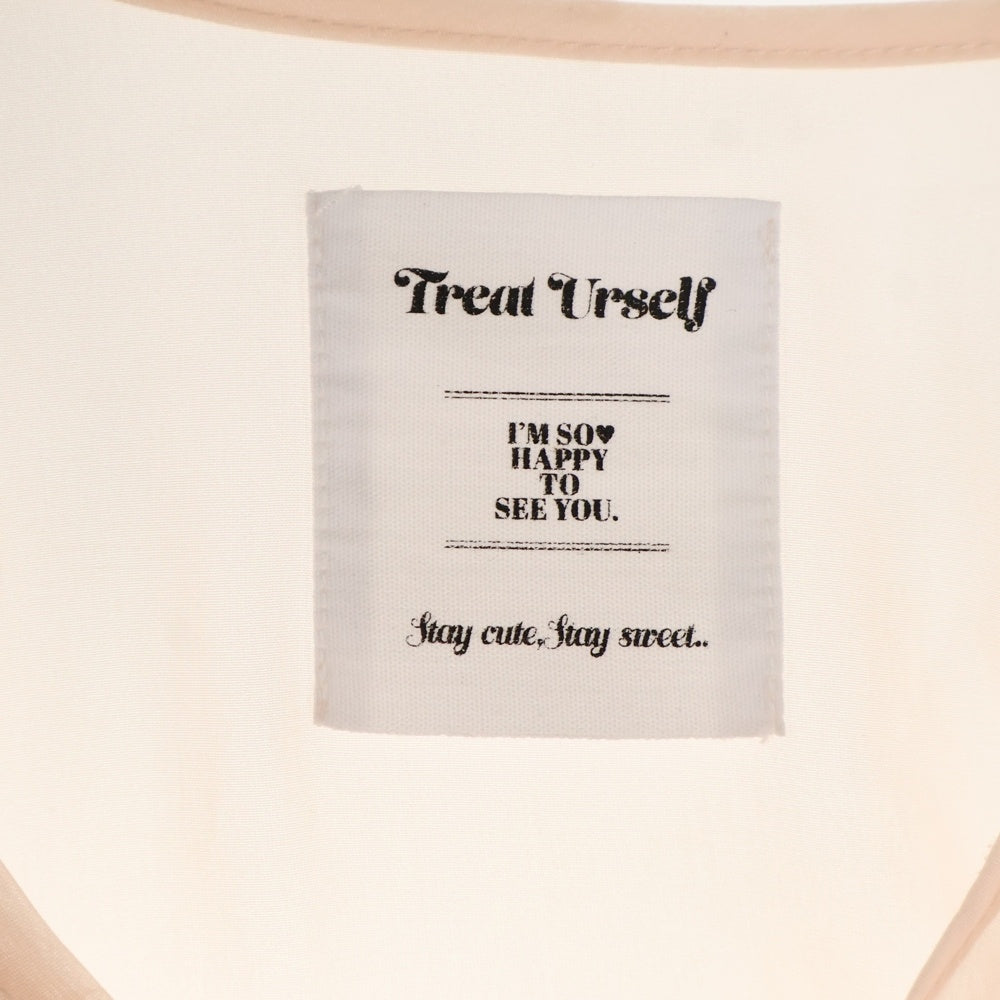 Treat Urself
I'M SO♥
HAPPY
TO
SEE YOU.
Stay cute,Stay sweet..